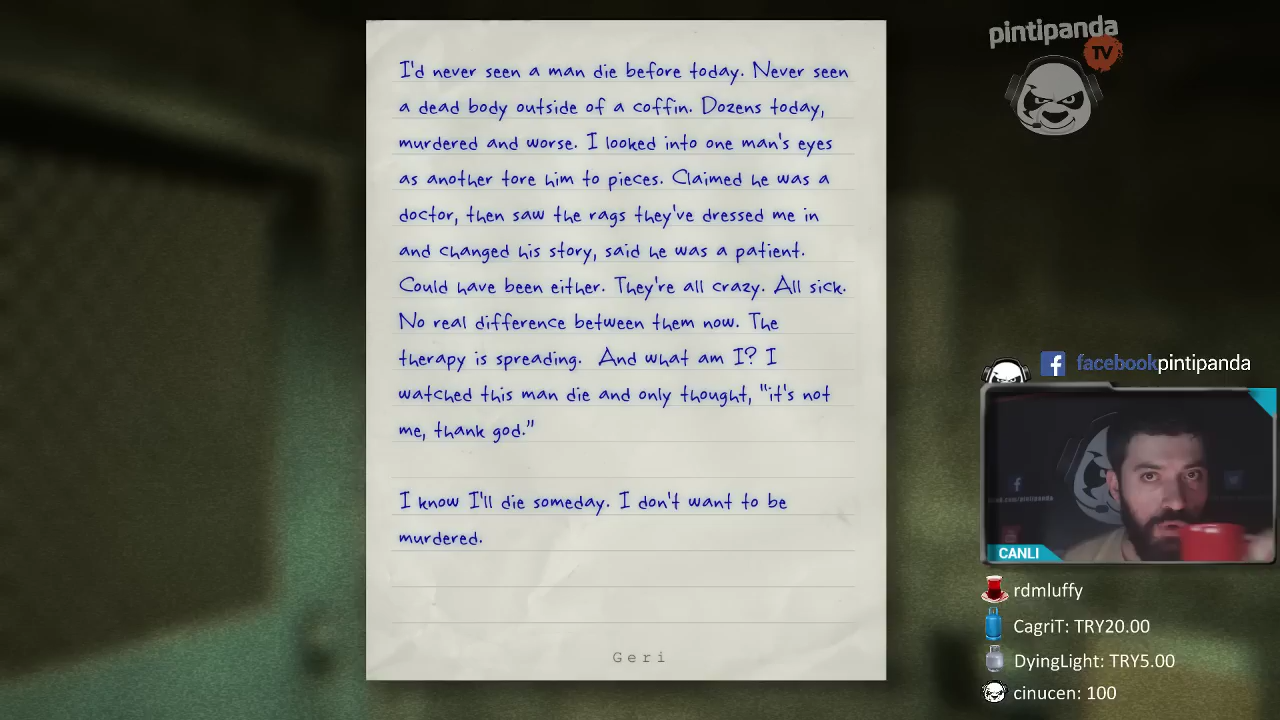 I'd never seen a man die before today. Never seen
a dead body outside of a coffin. Dozens today,
murdered and worse. I looked into one man's eyes
as another tore him to pieces. Claimed he was a
doctor, then saw the rags they've dressed me in
and changed his story, said he was a patient.
Could have been either. They're all crazy. All sick.
No real difference between them now. The
therapy is spreading. And what am I? I
watched this man die and only thought, "it's not
me, thank god."
I know I'll die someday. I don't want to be
murdered.
Geri
pintipanda
TV
facebookpintipanda
CANLI
rdmluffy
CagriT: TRY20.00
DyingLight: TRY5.00
cinucen: 100